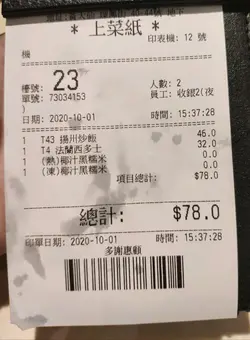 * 上菜紙 *
印表機: 12 號
機
檯號: 23
單號: 73034153
人數: 2
員工: 收銀2(夜)
日期: 2020-10-01 時間: 15:37:28
1 T43 揚州炒飯 46.0
1 T4 法蘭西多士 32.0
1 (熱)椰汁黑糯米 0.0
1 (凍)椰汁黑糯米 0.0
項目總計: $78.0
總計: $78.0
印單日期: 2020-10-01 時間: 15:37:28
多謝惠顧